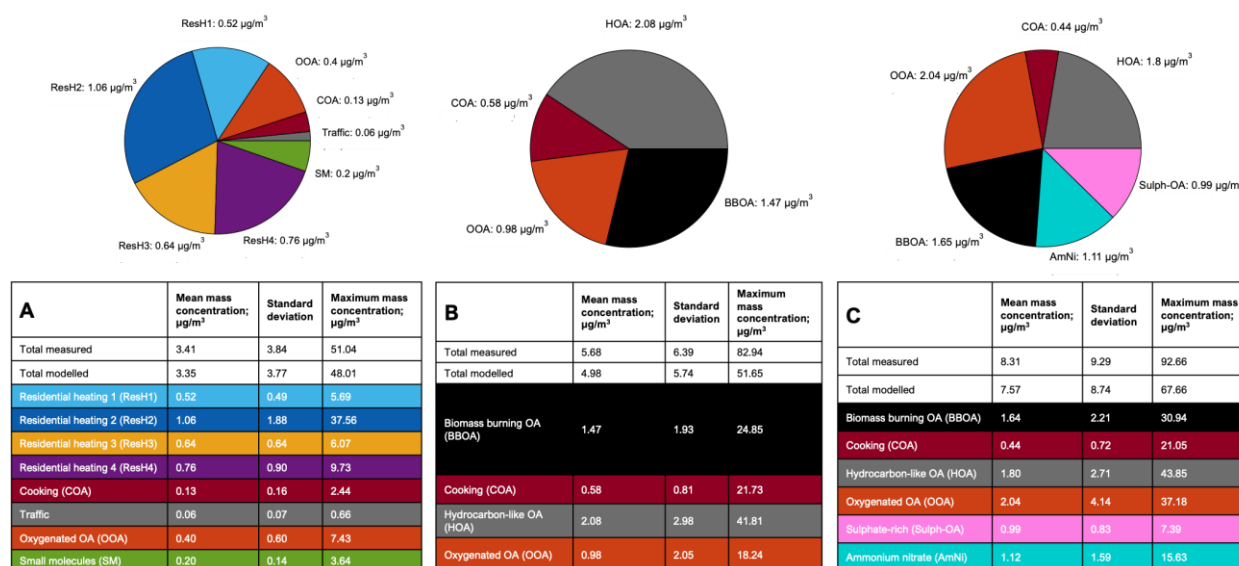 ResH1: 0.52 µg/m³
OOA: 0.4 µg/m³
COA: 0.13 µg/m³
Traffic: 0.06 µg/m³
SM: 0.2 µg/m³
ResH4: 0.76 µg/m³
ResH3: 0.64 µg/m³
ResH2: 1.06 µg/m³
HOA: 2.08 µg/m³
COA: 0.58 µg/m³
OOA: 0.98 µg/m³
BBOA: 1.47 µg/m³
COA: 0.44 µg/m³
HOA: 1.8 µg/m³
OOA: 2.04 µg/m³
Sulph-OA: 0.99 µg/m
BBOA: 1.65 µg/m³
AmNi: 1.11 µg/m³
A
Mean mass concentration; µg/m³
Standard deviation
Maximum mass concentration; µg/m³
Total measured 3.41 3.84 51.04
Total modelled 3.35 3.77 48.01
Residential heating 1 (ResH1) 0.52 0.49 5.69
Residential heating 2 (ResH2) 1.06 1.88 37.56
Residential heating 3 (ResH3) 0.64 0.64 6.07
Residential heating 4 (ResH4) 0.76 0.90 9.73
Cooking (COA) 0.13 0.16 2.44
Traffic 0.06 0.07 0.66
Oxygenated OA (OOA) 0.40 0.60 7.43
Small molecules (SM) 0.20 0.14 3.64
B
Mean mass concentration; µg/m³
Standard deviation
Maximum mass concentration; µg/m³
Total measured 5.68 6.39 82.94
Total modelled 4.98 5.74 51.65
Biomass burning OA (BBOA) 1.47 1.93 24.85
Cooking (COA) 0.58 0.81 21.73
Hydrocarbon-like OA (HOA) 2.08 2.98 41.81
Oxygenated OA (OOA) 0.98 2.05 18.24
C
Mean mass concentration; µg/m³
Standard deviation
Maximum mass concentration; µg/m³
Total measured 8.31 9.29 92.66
Total modelled 7.57 8.74 67.66
Biomass burning OA (BBOA) 1.64 2.21 30.94
Cooking (COA) 0.44 0.72 21.05
Hydrocarbon-like OA (HOA) 1.80 2.71 43.85
Oxygenated OA (OOA) 2.04 4.14 37.18
Sulphate-rich (Sulph-OA) 0.99 0.83 7.39
Ammonium nitrate (AmNi) 1.12 1.59 15.63